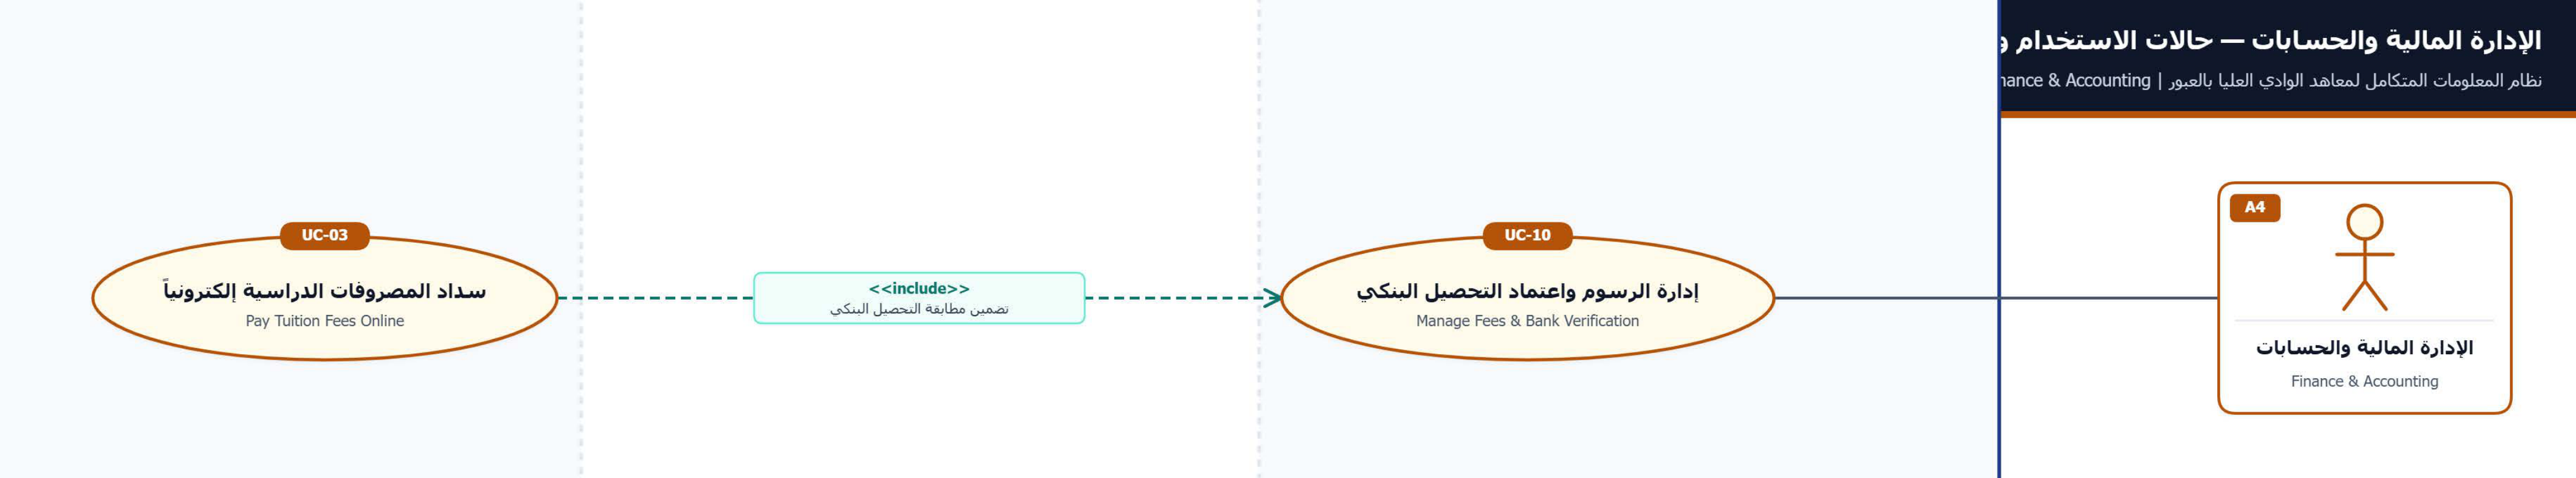 الإدارة المالية والحسابات — حالات الاستخدام و
نظام المعلومات المتكامل لمعاهد الوادي العليا بالعبور | nance & Accounting
A4
الإدارة المالية والحسابات
Finance & Accounting
UC-10
إدارة الرسوم واعتماد التحصيل البنكي
Manage Fees & Bank Verification
<<include>>
تضمين مطابقة التحصيل البنكي
UC-03
سداد المصروفات الدراسية إلكترونياً
Pay Tuition Fees Online